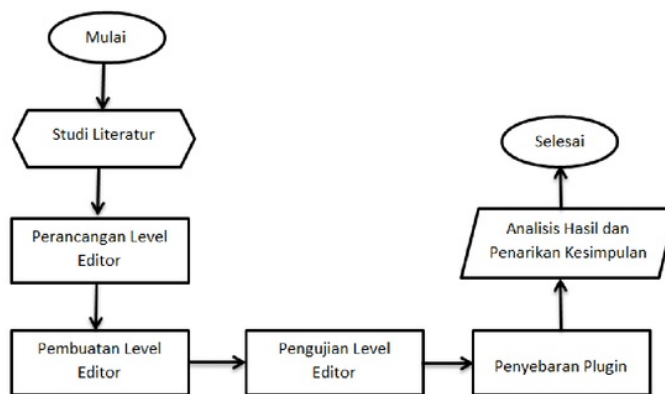 Mulai
Studi Literatur
Perancangan Level
Editor
Pembuatan Level
Editor
Pengujian Level
Editor
Penyebaran Plugin
Analisis Hasil dan
Penarikan Kesimpulan
Selesai